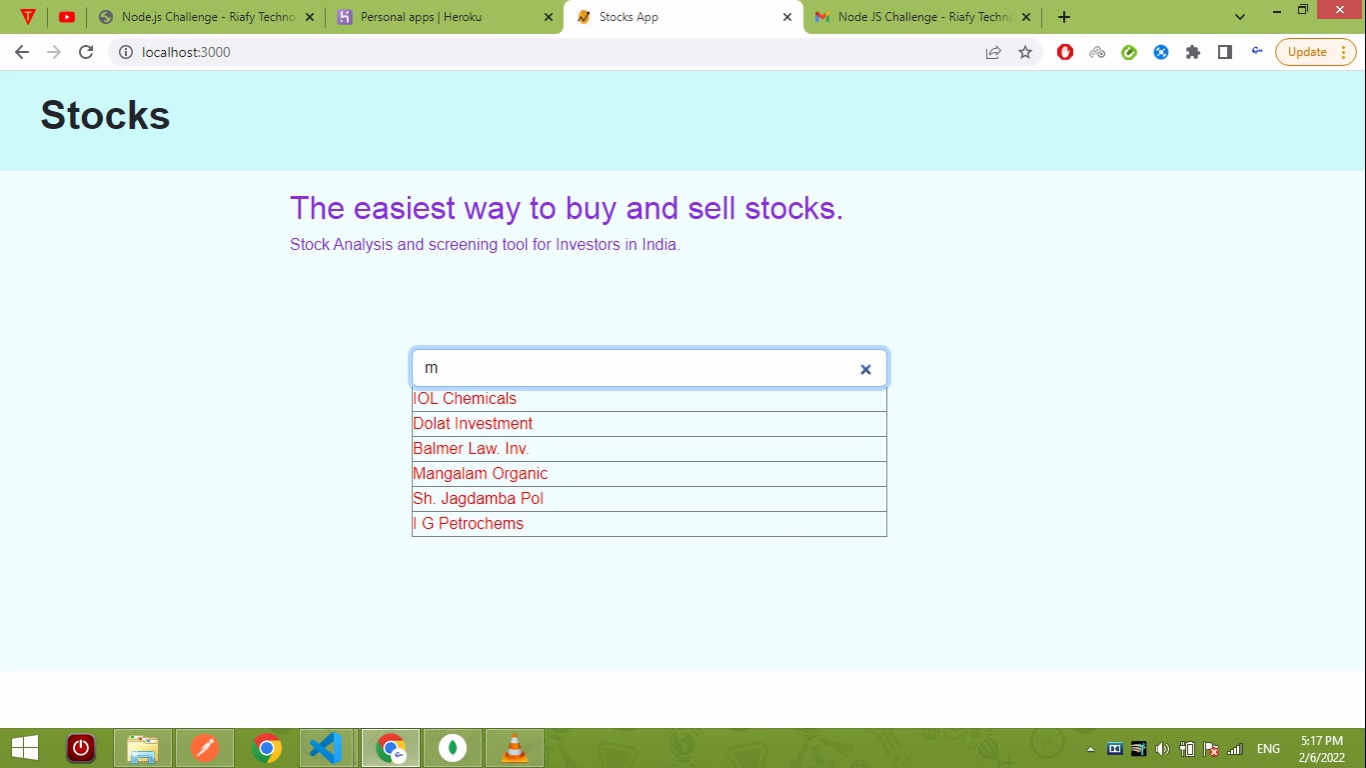 Node.js Challenge - Riafy Techno
Personal apps | Heroku
Stocks App
Node JS Challenge - Riafy Techno
localhost:3000
Update
Stocks
The easiest way to buy and sell stocks.
Stock Analysis and screening tool for Investors in India.
m
IOL Chemicals
Dolat Investment
Balmer Law. Inv.
Mangalam Organic
Sh. Jagdamba Pol
I G Petrochems
ENG
5:17 PM
2/6/2022